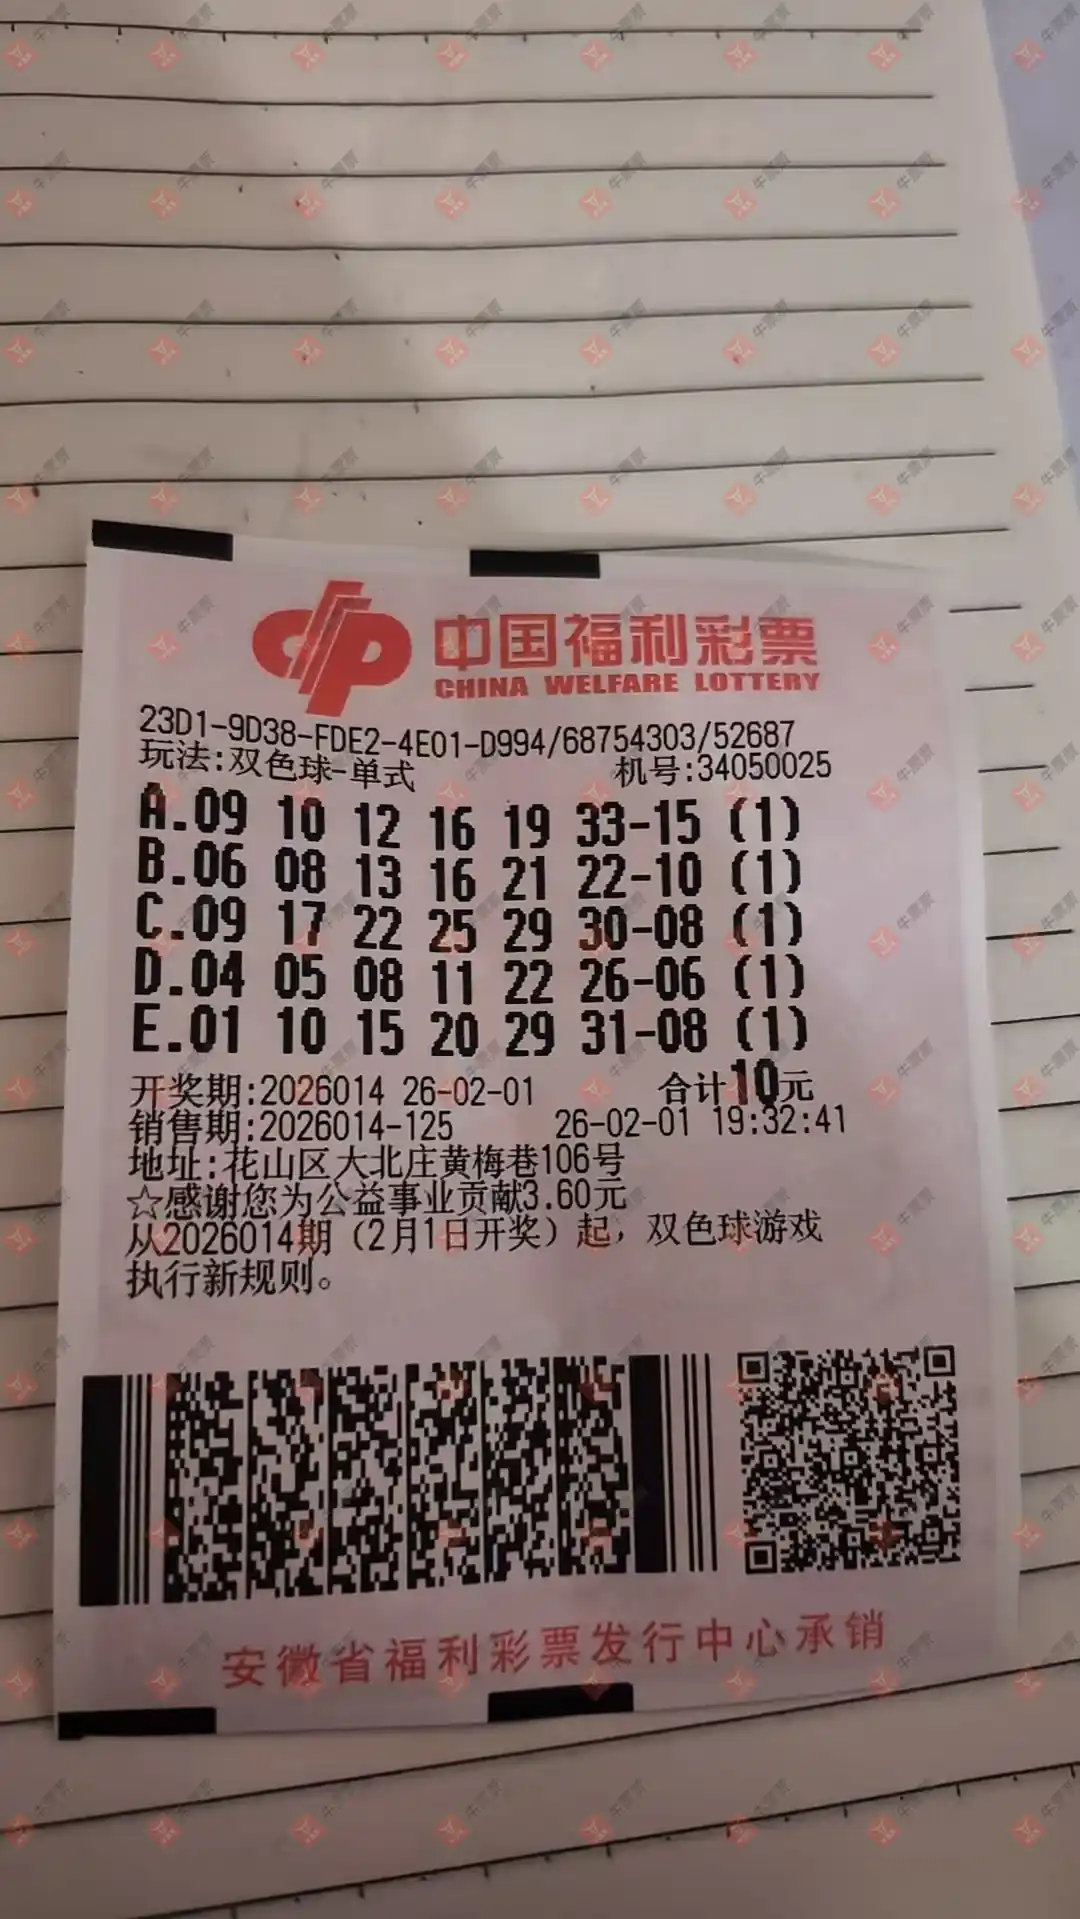 中国福利彩票
CHINA WELFARE LOTTERY
23D1-9D38-FDE2-4E01-D994/68754303/52687
玩法:双色球-单式 机号:34050025
A.09 10 12 16 19 33-15 (1)
B.06 08 13 16 21 22-10 (1)
C.09 17 22 25 29 30-08 (1)
D.04 05 08 11 22 26-06 (1)
E.01 10 15 20 29 31-08 (1)
开奖期:2026014 26-02-01 合计10元
销售期:2026014-125 26-02-01 19:32:41
地址:花山区大北庄黄梅巷106号
☆感谢您为公益事业贡献3.60元
从2026014期（2月1日开奖）起，双色球游戏
执行新规则。
安徽省福利彩票发行中心承销